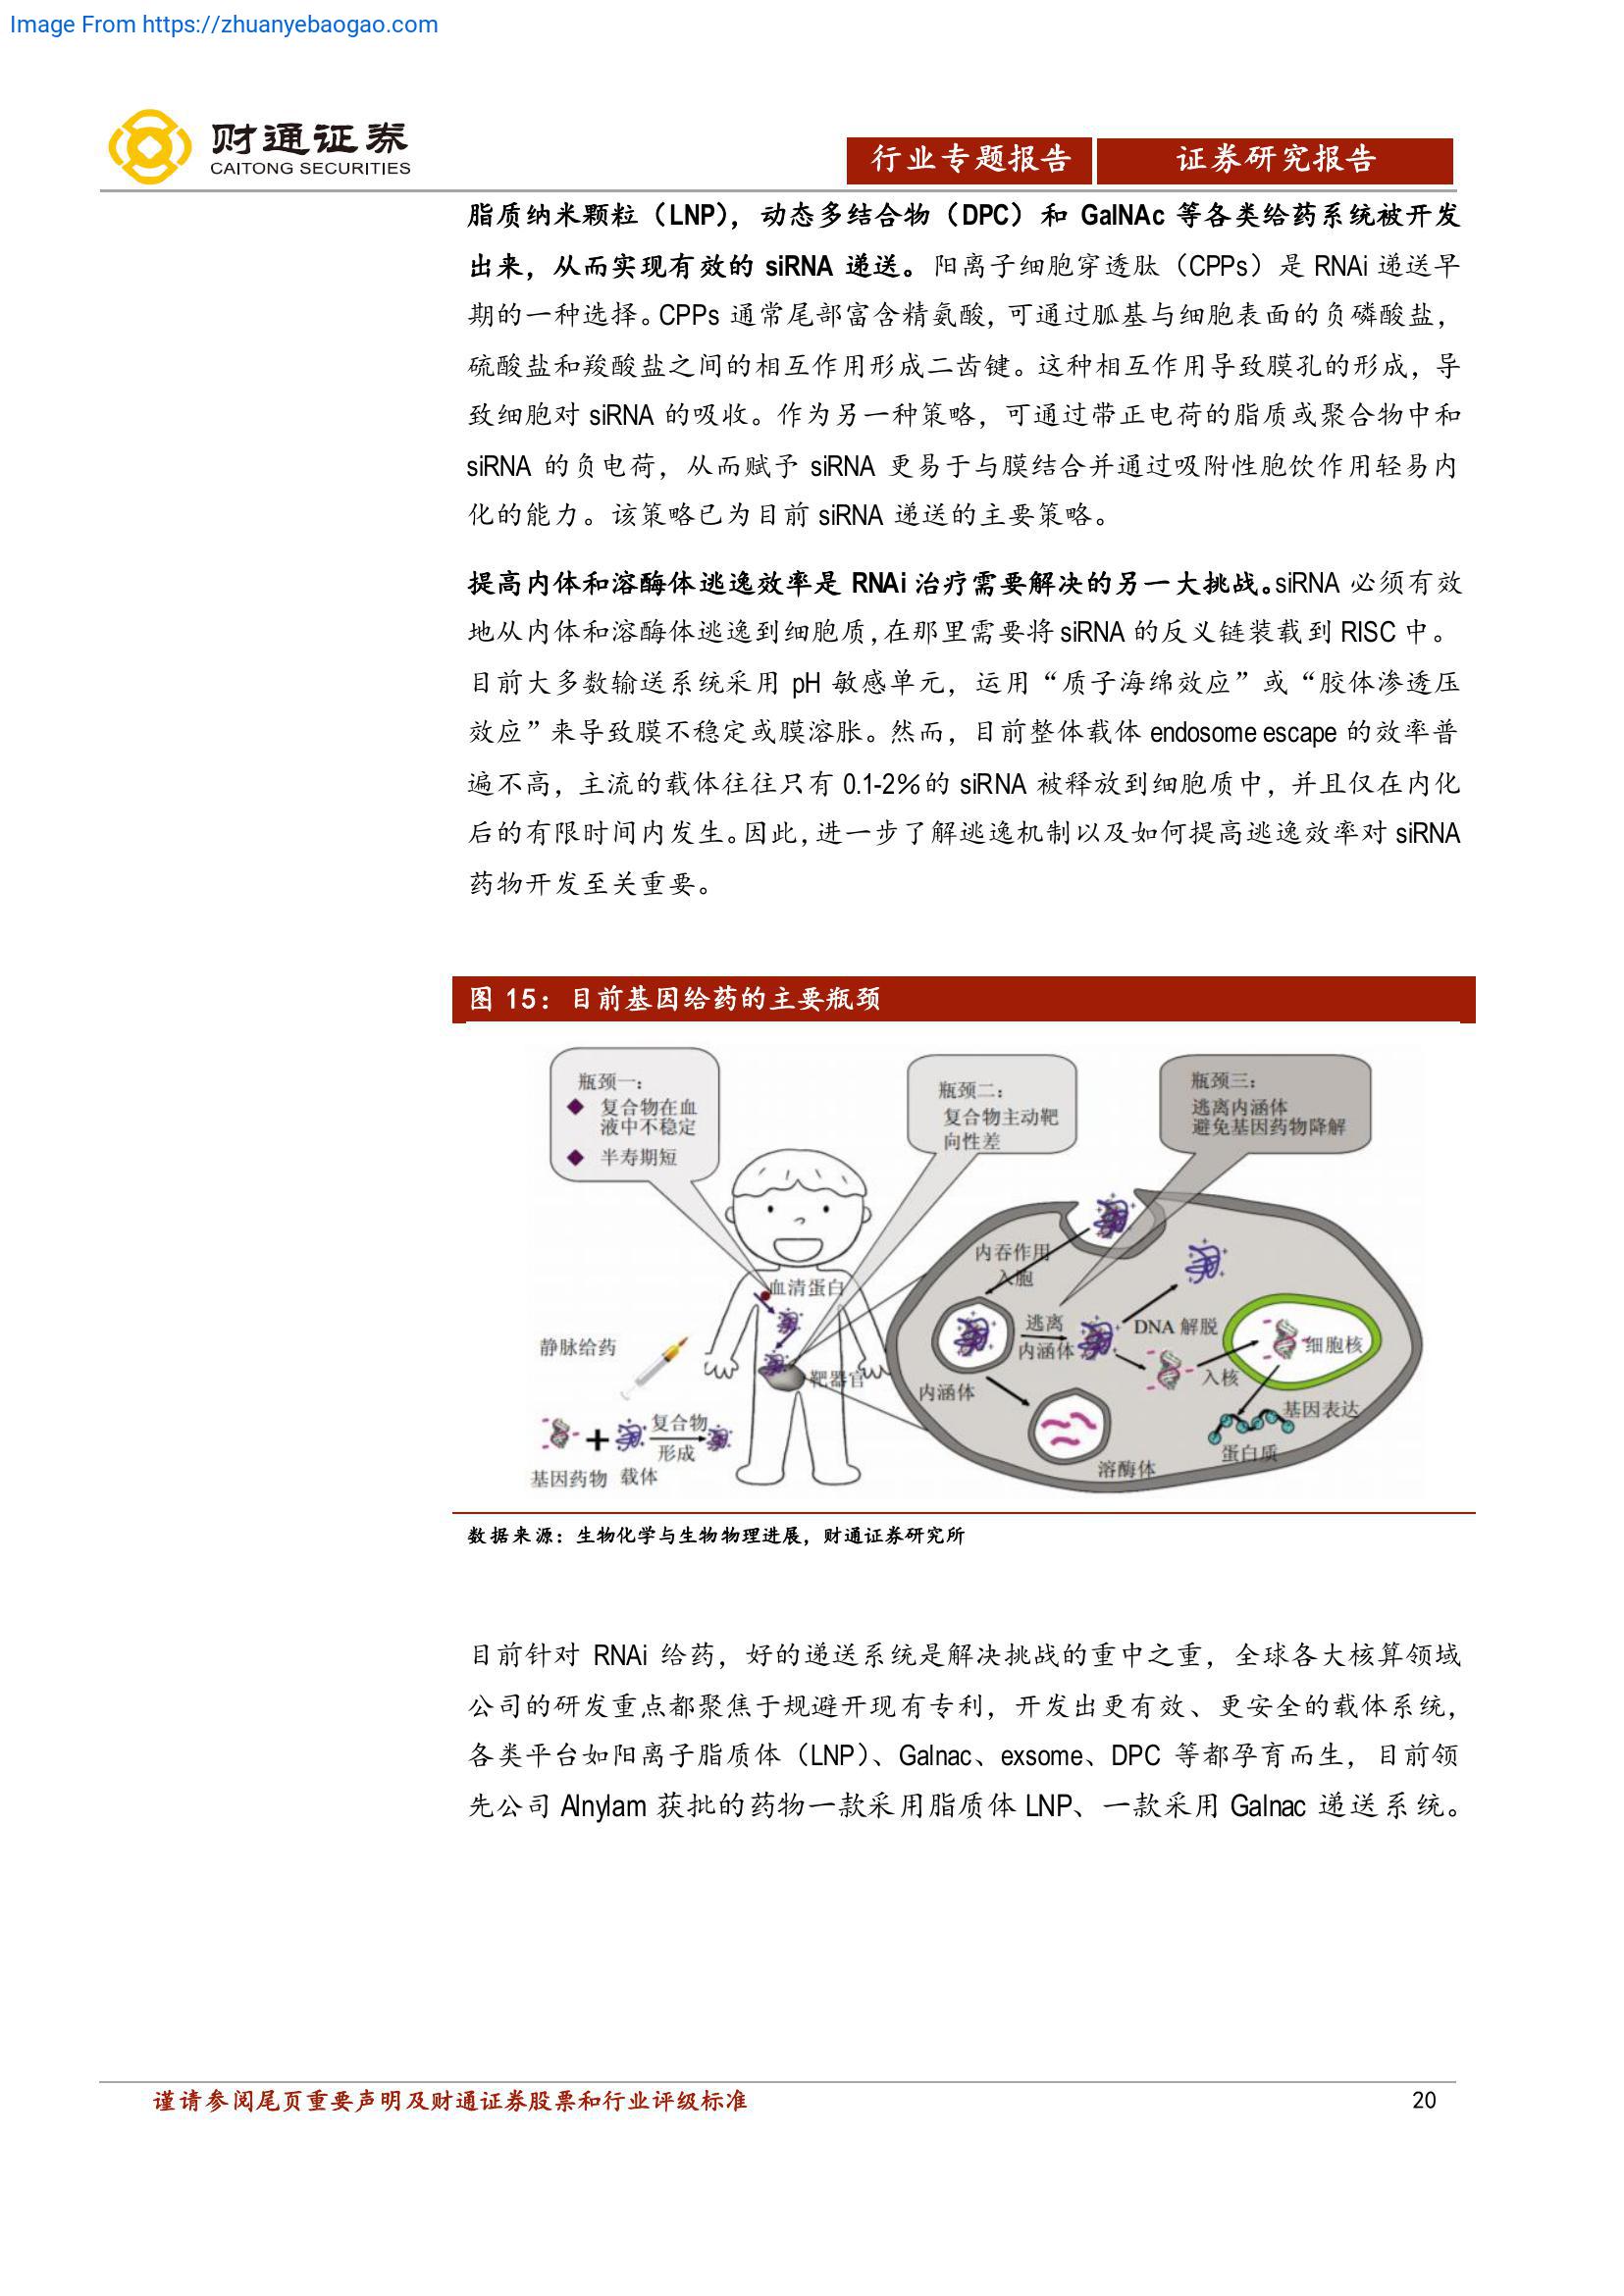 Image From https://zhuanyebaogao.com
财通证券
CAITONG SECURITIES
行业专题报告
证券研究报告
脂质纳米颗粒（LNP），动态多结合物（DPC）和 GalNAc 等各类给药系统被开发
出来，从而实现有效的 siRNA 递送。阳离子细胞穿透肽（CPPs）是 RNAi 递送早
期的一种选择。CPPs 通常尾部富含精氨酸，可通过胍基与细胞表面的负磷酸盐，
硫酸盐和羧酸盐之间的相互作用形成二齿键。这种相互作用导致膜孔的形成，导
致细胞对 siRNA 的吸收。作为另一种策略，可通过带正电荷的脂质或聚合物中和
siRNA 的负电荷，从而赋予 siRNA 更易于与膜结合并通过吸附性胞饮作用轻易内
化的能力。该策略已为目前 siRNA 递送的主要策略。
提高内体和溶酶体逃逸效率是 RNAi 治疗需要解决的另一大挑战。siRNA 必须有效
地从内体和溶酶体逃逸到细胞质，在那里需要将 siRNA 的反义链装载到 RISC 中。
目前大多数输送系统采用 pH 敏感单元，运用“质子海绵效应”或“胶体渗透压
效应”来导致膜不稳定或膜溶胀。然而，目前整体载体 endosome escape 的效率普
遍不高，主流的载体往往只有 0.1-2%的 siRNA 被释放到细胞质中，并且仅在内化
后的有限时间内发生。因此，进一步了解逃逸机制以及如何提高逃逸效率对 siRNA
药物开发至关重要。
图 15：目前基因给药的主要瓶颈
瓶颈一：
复合物在血
液中不稳定
半寿期短
瓶颈二：
复合物主动靶
向性差
瓶颈三：
逃离内涵体
避免基因药物降解
内吞作用
入胞
血清蛋白
静脉给药
靶器官
逃离
内涵体
DNA 解脱
细胞核
入核
内涵体
基因表达
复合物
形成
蛋白质
溶酶体
基因药物 载体
数据来源：生物化学与生物物理进展，财通证券研究所
目前针对 RNAi 给药，好的递送系统是解决挑战的重中之重，全球各大核算领域
公司的研发重点都聚焦于规避开现有专利，开发出更有效、更安全的载体系统，
各类平台如阳离子脂质体（LNP）、Galnac、exsome、DPC 等都孕育而生，目前领
先公司 Alnylam 获批的药物一款采用脂质体 LNP、一款采用 Galnac 递送系统。
谨请参阅尾页重要声明及财通证券股票和行业评级标准
20